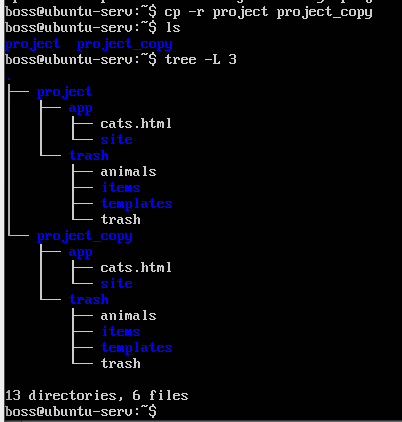 boss@ubuntu-serv:~$ cp -r project project_copy
boss@ubuntu-serv:~$ ls
project  project_copy
boss@ubuntu-serv:~$ tree -L 3
.
├── project
│   ├── app
│   │   ├── cats.html
│   │   └── site
│   └── trash
│       ├── animals
│       ├── items
│       ├── templates
│       └── trash
└── project_copy
    ├── app
    │   ├── cats.html
    │   └── site
    └── trash
        ├── animals
        ├── items
        ├── templates
        └── trash

13 directories, 6 files
boss@ubuntu-serv:~$